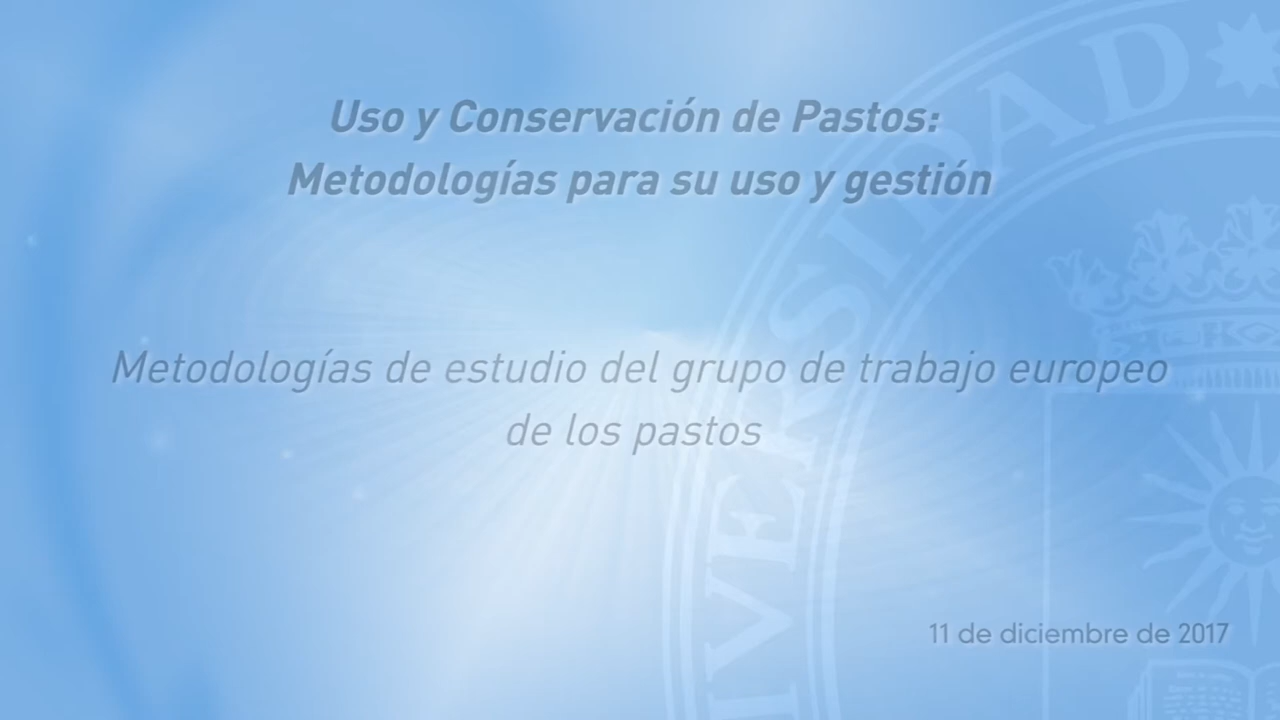 Uso y Conservación de Pastos:
Metodologías para su uso y gestión
Metodologías de estudio del grupo de trabajo europeo
de los pastos
11 de diciembre de 2017
IVERSIDAD